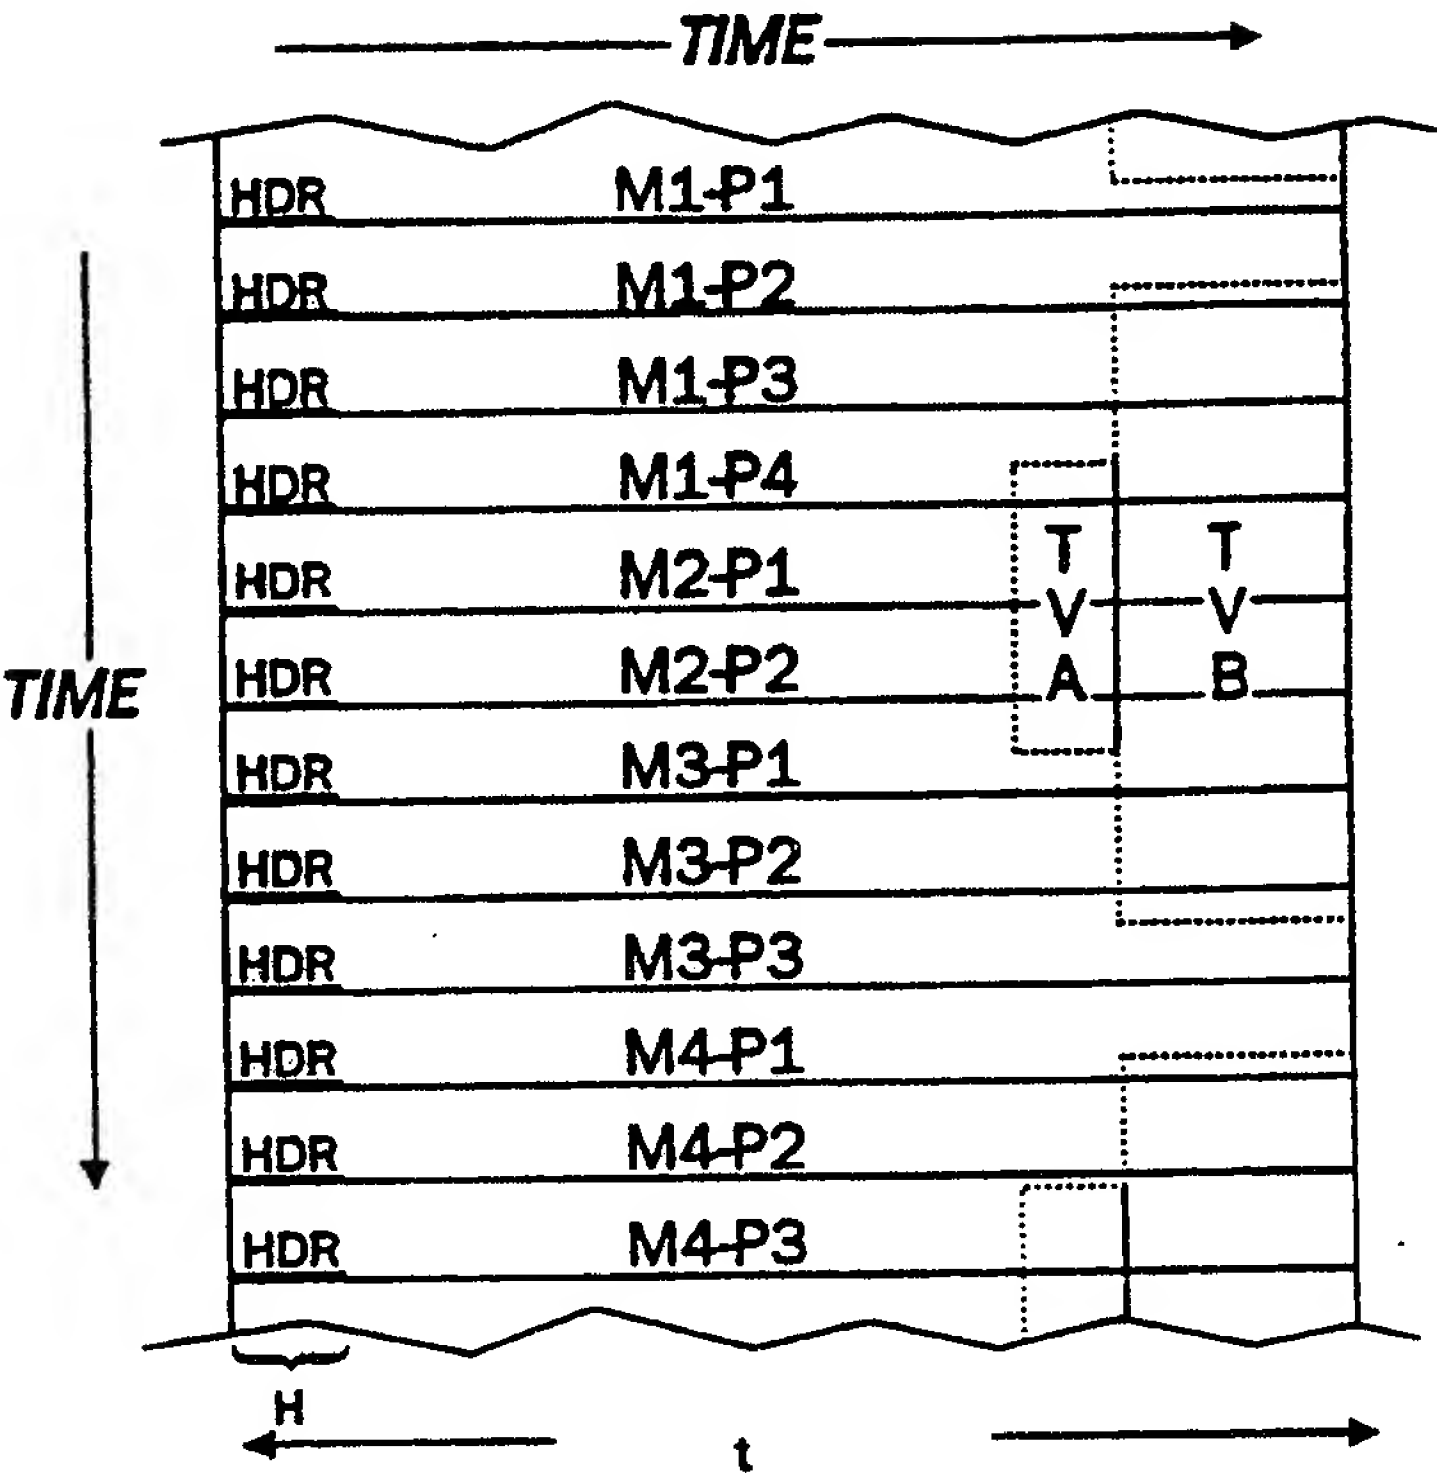 TIME
HDR M1-P1
HDR M1-P2
HDR M1-P3
HDR M1-P4
HDR M2-P1 T T
V V
HDR M2-P2 A B
TIME
HDR M3-P1
HDR M3-P2
HDR M3-P3
HDR M4-P1
HDR M4-P2
HDR M4-P3
H
t